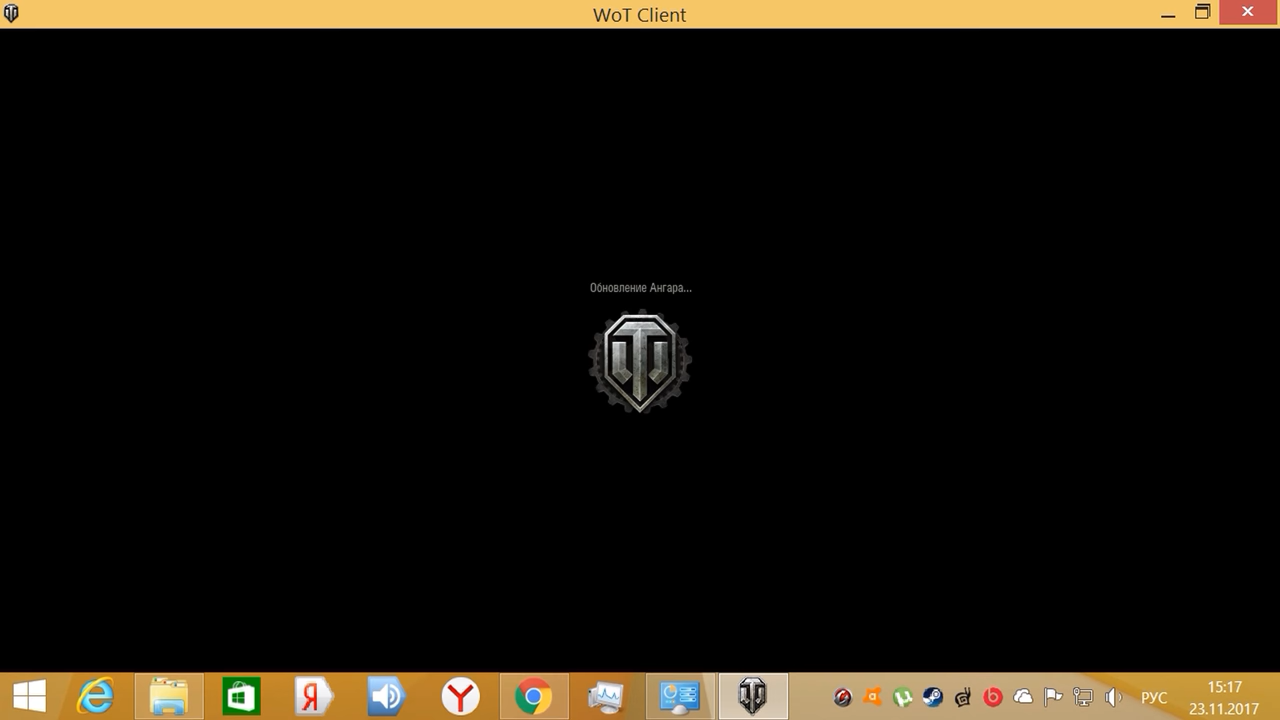 WoT Client
Обновление Ангара...
РУС
15:17
23.11.2017